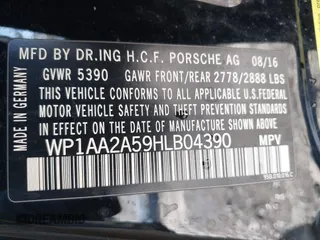 MFD BY DR.ING H.C.F. PORSCHE AG 08/16
GVWR 5390 GAWR FRONT/REAR 2778/2888 LBS
THIS VEHICLE CONFORMS TO ALL APPLICABLE U.S.FEDERAL
MOTOR VEHICLE SAFETY, BUMPER, AND
THEFT PREVENTION STANDARDS IN EFFECT ON THE DATE OF
MANUFACTURE SHOWN ABOVE
WP1AA2A59HLB04390 MPV
MADE IN GERMANY
DREAMBID